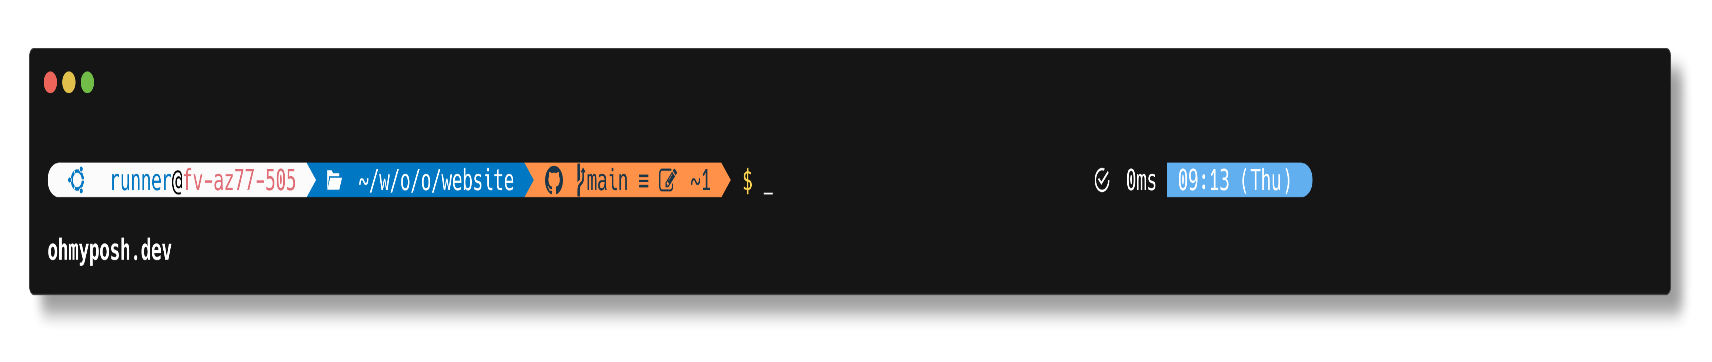 runner@fv-az77-505 ~/w/o/o/website main ≡ ~1 $ _ 0ms 09:13 (Thu)
ohmyposh.dev